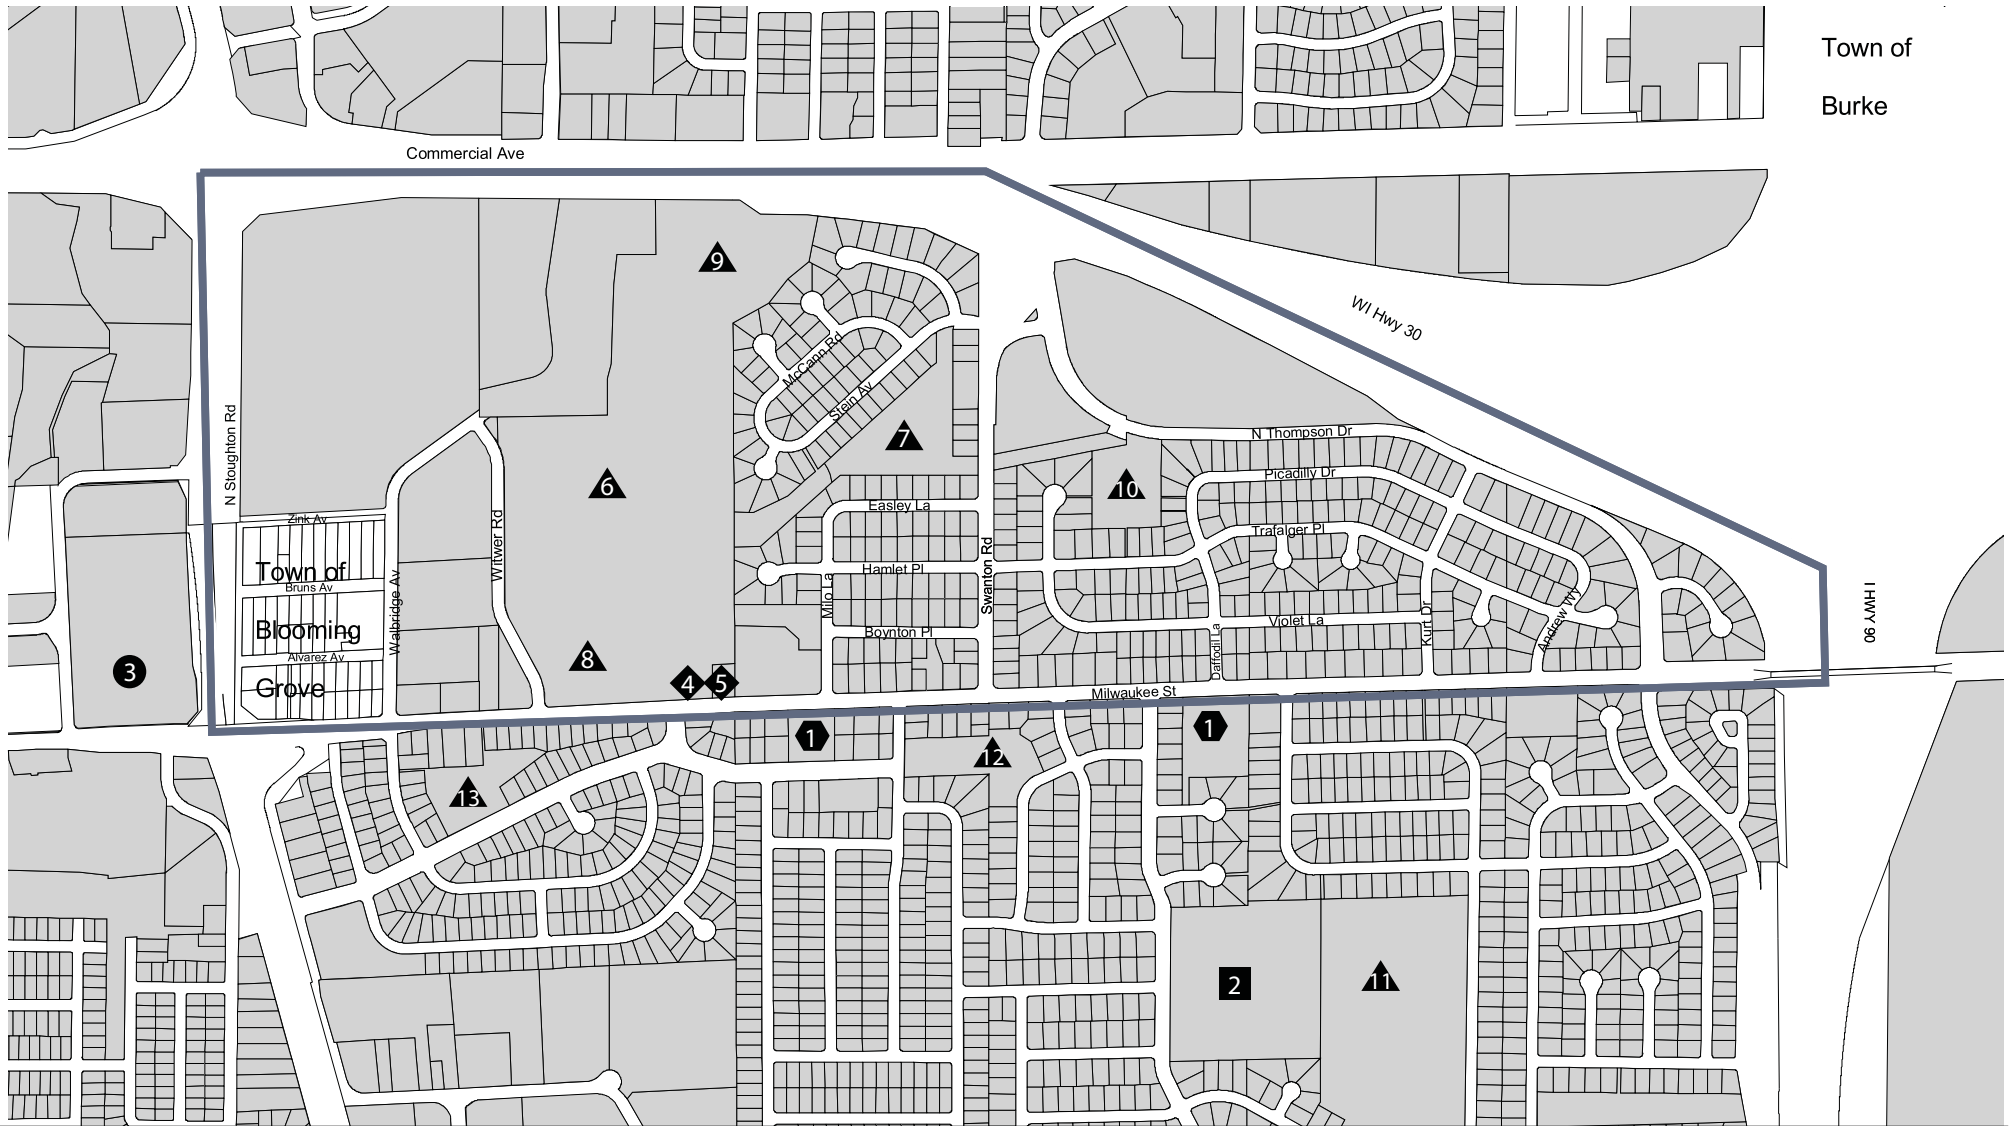 Town of
Burke
Commercial Ave
9
WI Hwy 30
McCann Rd
Stein Av
7
N Thompson Dr
N Stoughton Rd
Picadilly Dr
6
10
Easley La
Zink Av
Trafalger Pl
Witwer Rd
Swanton Rd
Town of
Hamlet Pl
Bruns Av
Milo La
Walbridge Av
I HWY 90
Blooming
Boynton Pl
Violet La
Kurt Dr
Andrew Wy
Daffodil La
Alvarez Av
8
3
Grove
4
5
Milwaukee St
1
1
12
13
2
11